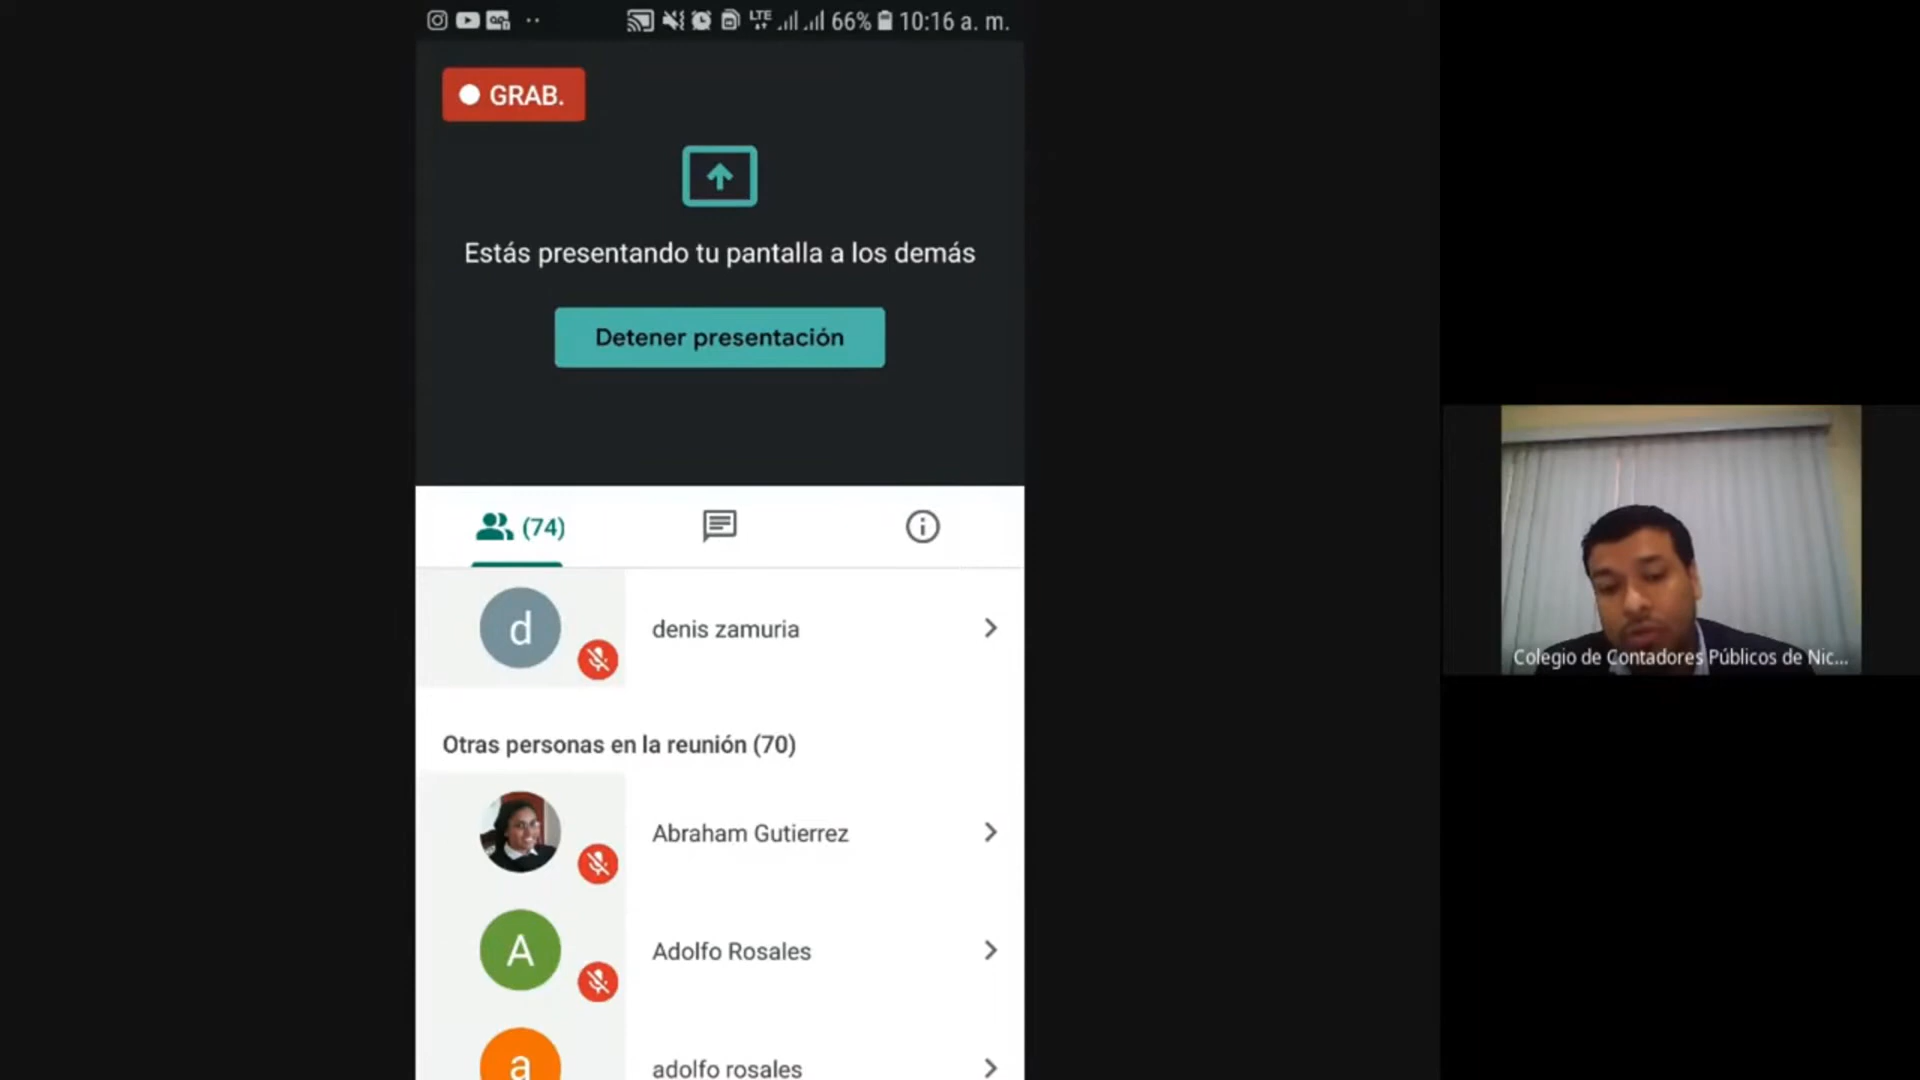 LTE 66% 10:16 a. m.
GRAB.
Estás presentando tu pantalla a los demás
Detener presentación
(74)
d
denis zamuria
Otras personas en la reunión (70)
Abraham Gutierrez
A
Adolfo Rosales
a
adolfo rosales
Colegio de Contadores Públicos de Nic...